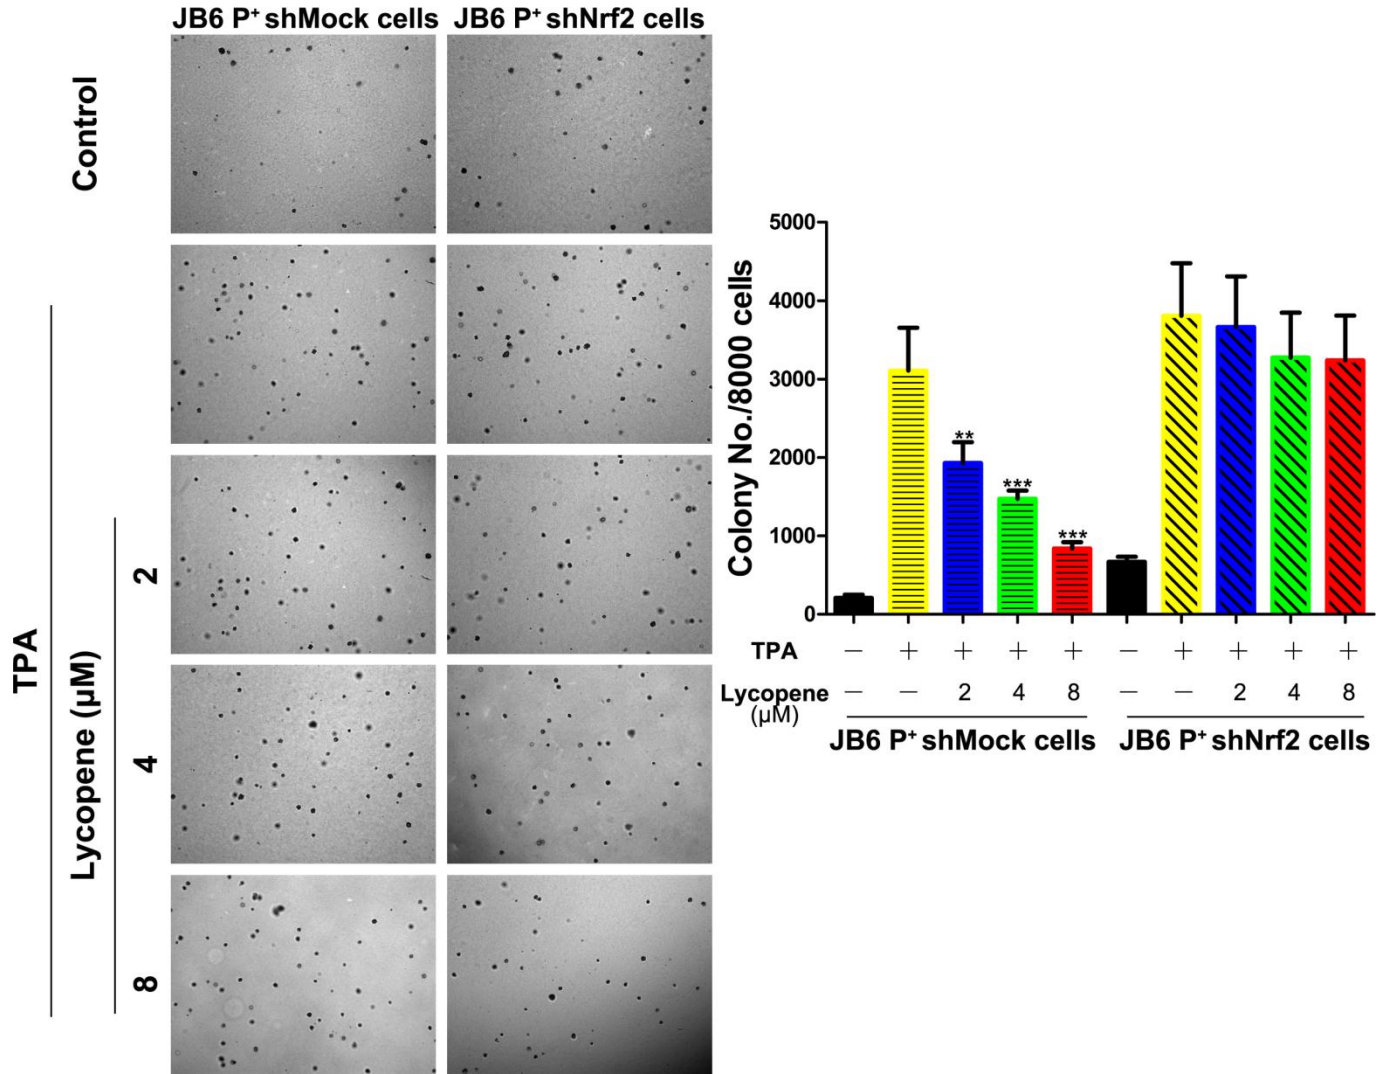 JB6 P⁺ shMock cells JB6 P⁺ shNrf2 cells
Control
TPA
Lycopene (μM)
2
4
8
Colony No./8000 cells
5000
4000
3000
2000
1000
0
**
***
***
TPA — + + + + — + + + +
Lycopene — — 2 4 8 — — 2 4 8
(μM)
JB6 P⁺ shMock cells JB6 P⁺ shNrf2 cells